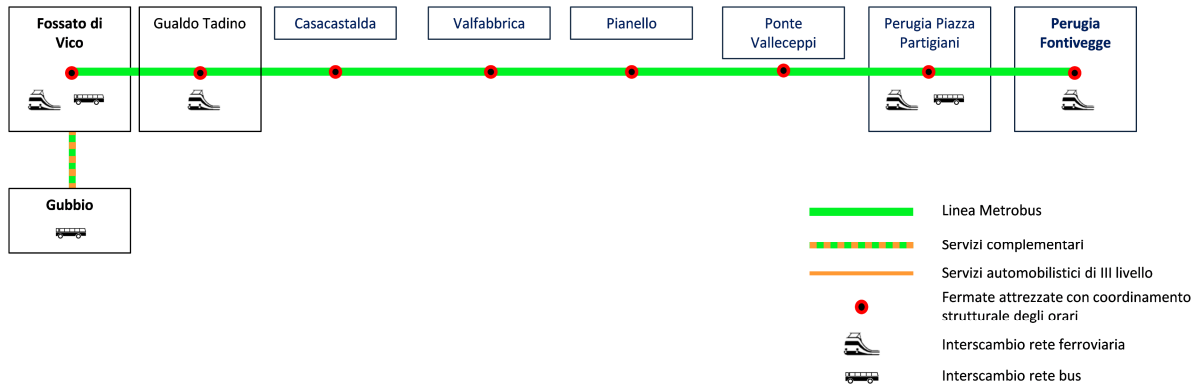 Fossato di
Vico
Gualdo Tadino
Casacastalda
Valfabbrica
Pianello
Ponte
Valleceppi
Perugia Piazza
Partigiani
Perugia
Fontivegge
Gubbio
Linea Metrobus
Servizi complementari
Servizi automobilistici di III livello
Fermate attrezzate con coordinamento
strutturale degli orari
Interscambio rete ferroviaria
Interscambio rete bus